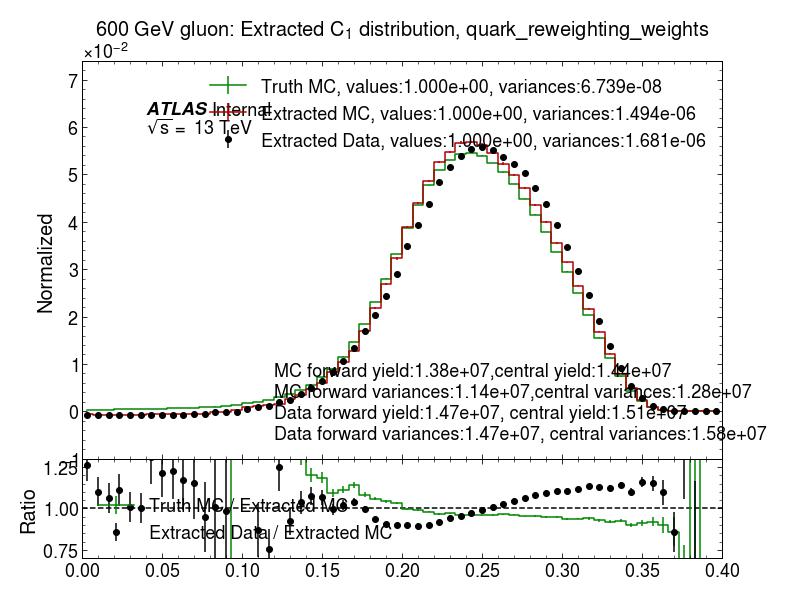 600 GeV gluon: Extracted C₁ distribution, quark_reweighting_weights
×10⁻²
7
6
5
4
3
2
1
0
1
Normalized
Truth MC, values:1.000e+00, variances:6.739e-08
ATLAS Internal
Extracted MC, values:1.000e+00, variances:1.494e-06
√s = 13 TeV
Extracted Data, values:1.000e+00, variances:1.681e-06
MC forward yield:1.38e+07,central yield:1.44e+07
MC forward variances:1.14e+07,central variances:1.28e+07
Data forward yield:1.47e+07, central yield:1.51e+07
Data forward variances:1.47e+07, central variances:1.58e+07
1.25
1.00
0.75
Ratio
Truth MC / Extracted MC
Extracted Data / Extracted MC
0.00 0.05 0.10 0.15 0.20 0.25 0.30 0.35 0.40